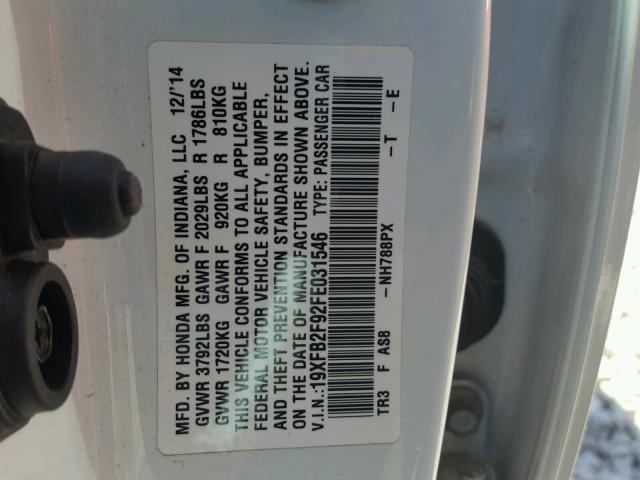 MFD. BY HONDA MFG. OF INDIANA, LLC 12/'14
GVWR 3792LBS GAWR F 2029LBS R 1786LBS
GVWR 1720KG GAWR F 920KG R 810KG
THIS VEHICLE CONFORMS TO ALL APPLICABLE
FEDERAL MOTOR VEHICLE SAFETY, BUMPER,
AND THEFT PREVENTION STANDARDS IN EFFECT
ON THE DATE OF MANUFACTURE SHOWN ABOVE.
V.I.N.:19XFB2F92FE031546 TYPE: PASSENGER CAR
TR3 F AS8 -NH788PX -T -E